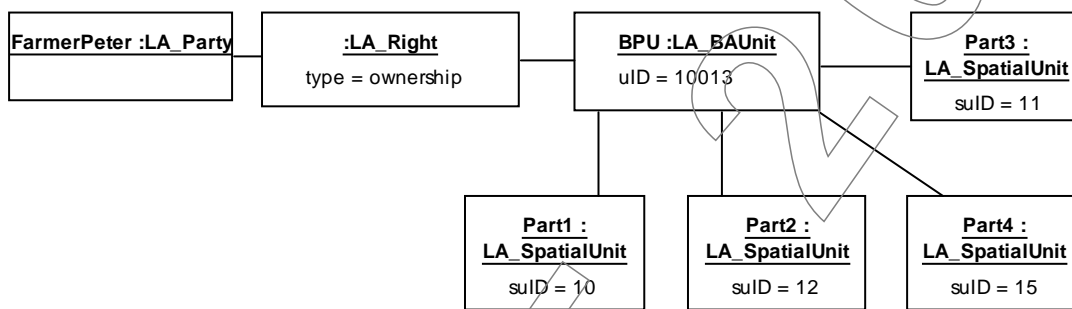 FarmerPeter :LA_Party
:LA_Right
type = ownership
BPU :LA_BAUnit
uID = 10013
Part3 :
LA_SpatialUnit
suID = 11
Part1 :
LA_SpatialUnit
suID = 10
Part2 :
LA_SpatialUnit
suID = 12
Part4 :
LA_SpatialUnit
suID = 15